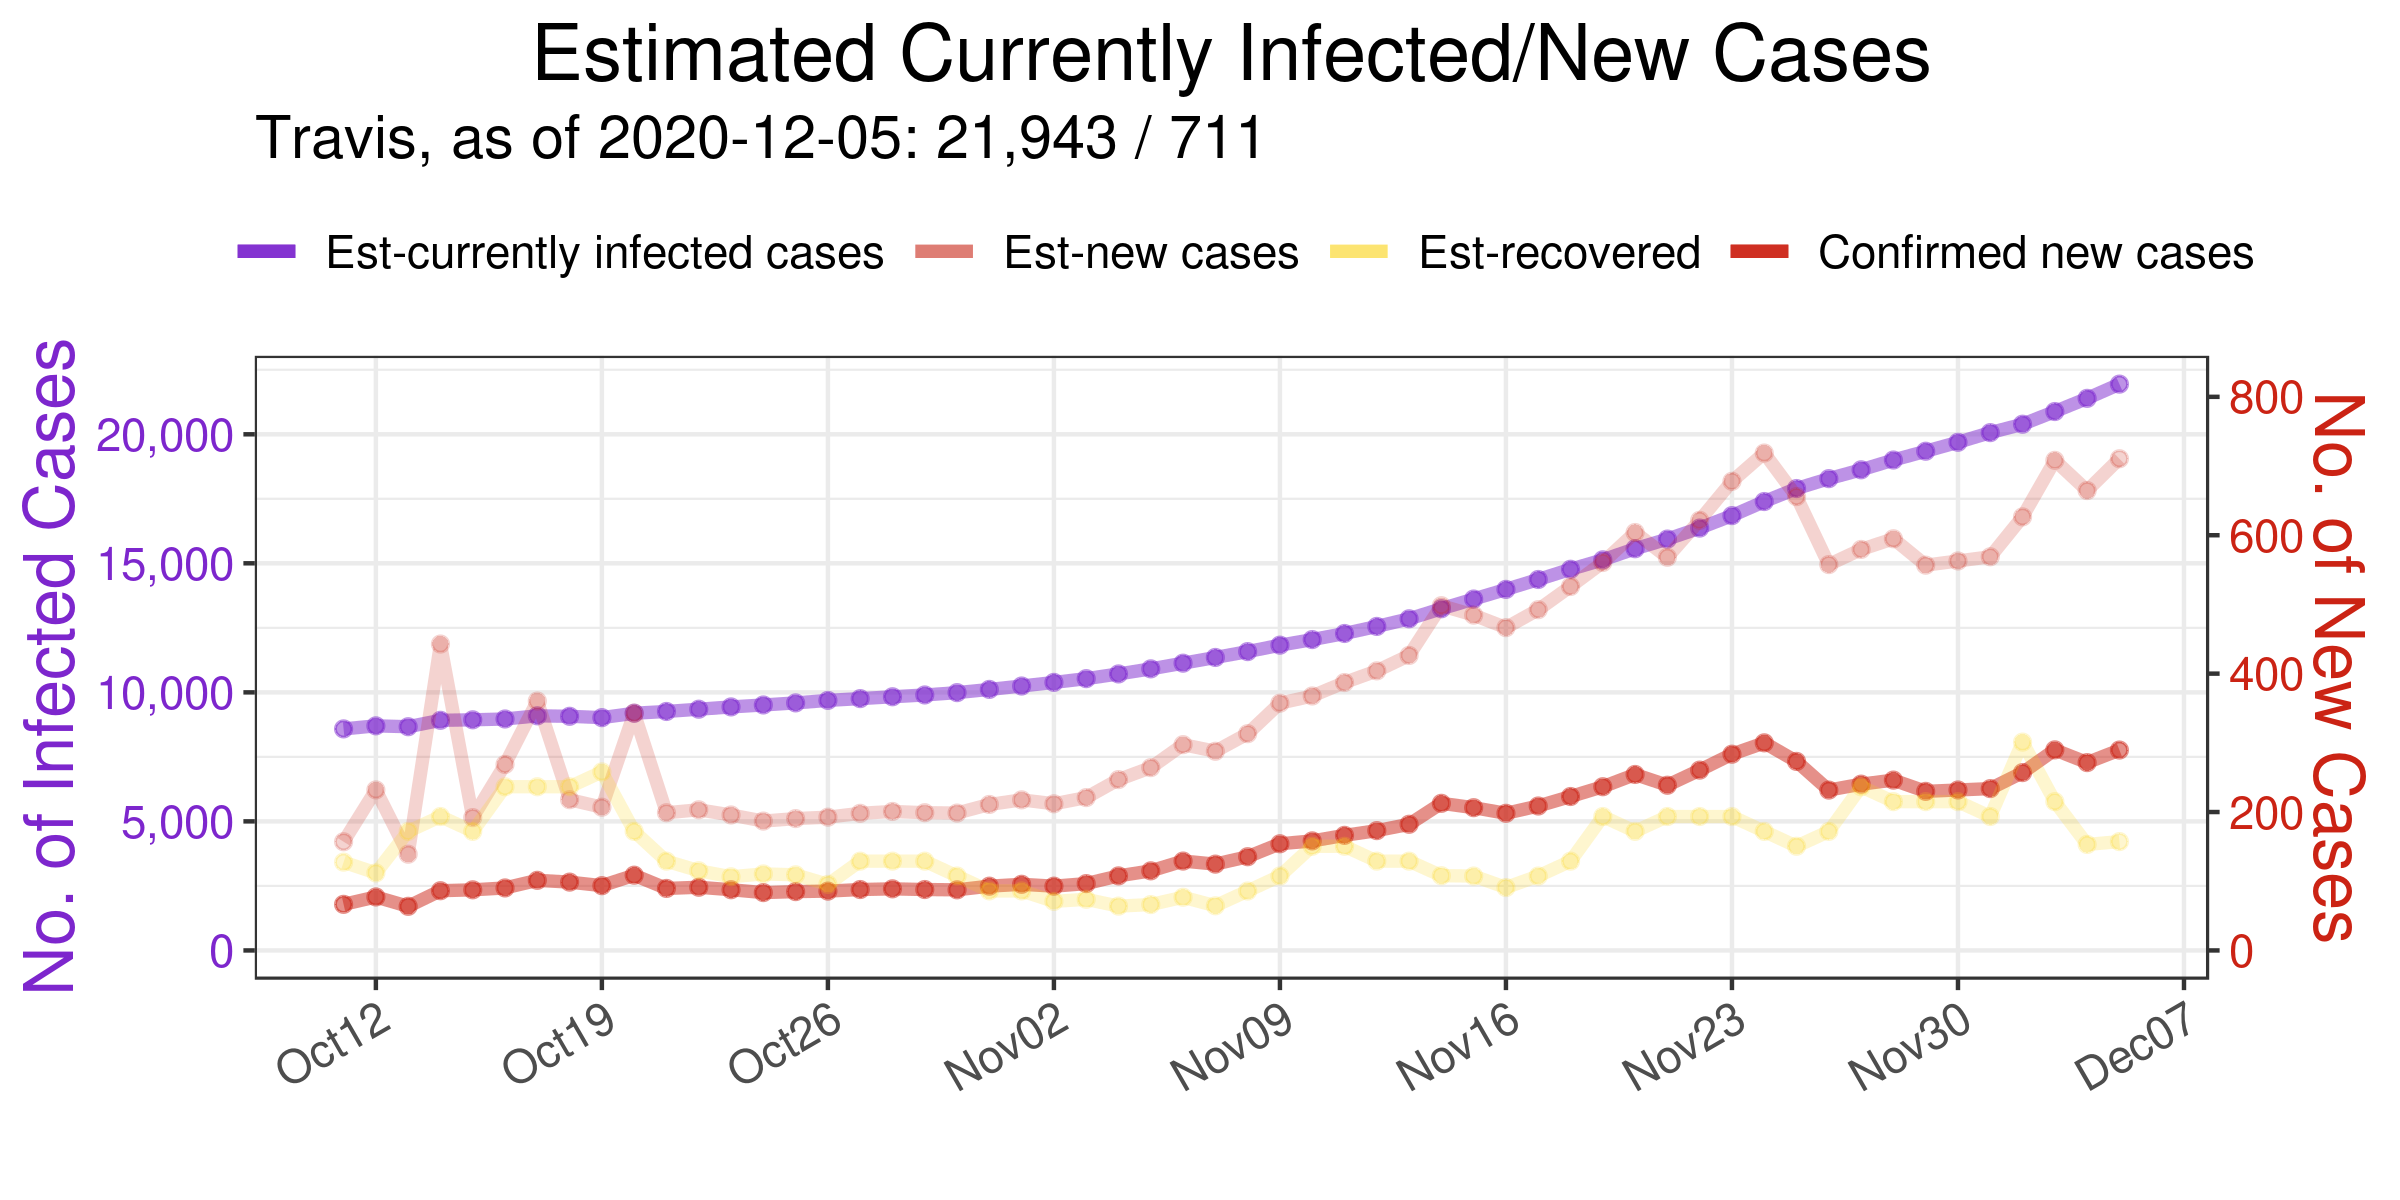 Estimated Currently Infected/New Cases
Travis, as of 2020-12-05: 21,943 / 711
Est-currently infected cases Est-new cases Est-recovered Confirmed new cases
No. of Infected Cases
20,000
15,000
10,000
5,000
0
800
600
400
200
0
No. of New Cases
Oct12 Oct19 Oct26 Nov02 Nov09 Nov16 Nov23 Nov30 Dec07